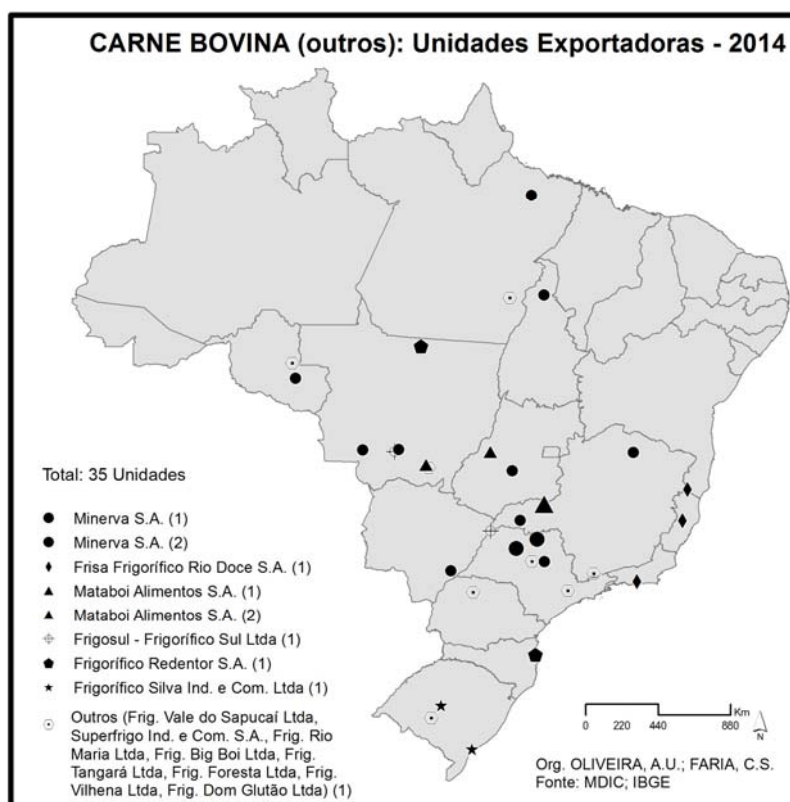 CARNE BOVINA (outros): Unidades Exportadoras - 2014
Total: 35 Unidades
Minerva S.A. (1)
Minerva S.A. (2)
Frisa Frigorífico Rio Doce S.A. (1)
Mataboi Alimentos S.A. (1)
Mataboi Alimentos S.A. (2)
Frigosul - Frigorífico Sul Ltda (1)
Frigorífico Redentor S.A. (1)
Frigorífico Silva Ind. e Com. Ltda (1)
Outros (Frig. Vale do Sapucaí Ltda,
Superfrigo Ind. e Com. S.A., Frig. Rio
Maria Ltda, Frig. Big Boi Ltda, Frig.
Tangará Ltda, Frig. Foresta Ltda, Frig.
Vilhena Ltda, Frig. Dom Glutão Ltda) (1)
Km
0 220 440 880
N
Org. OLIVEIRA, A.U.; FARIA, C.S.
Fonte: MDIC; IBGE